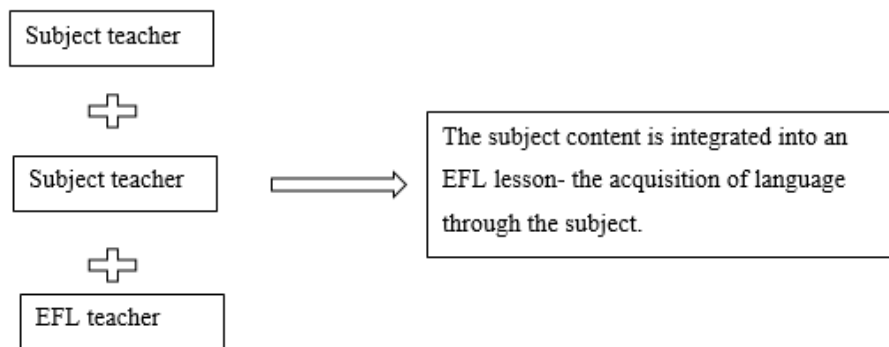 Subject teacher
Subject teacher
EFL teacher
The subject content is integrated into an
EFL lesson- the acquisition of language
through the subject.